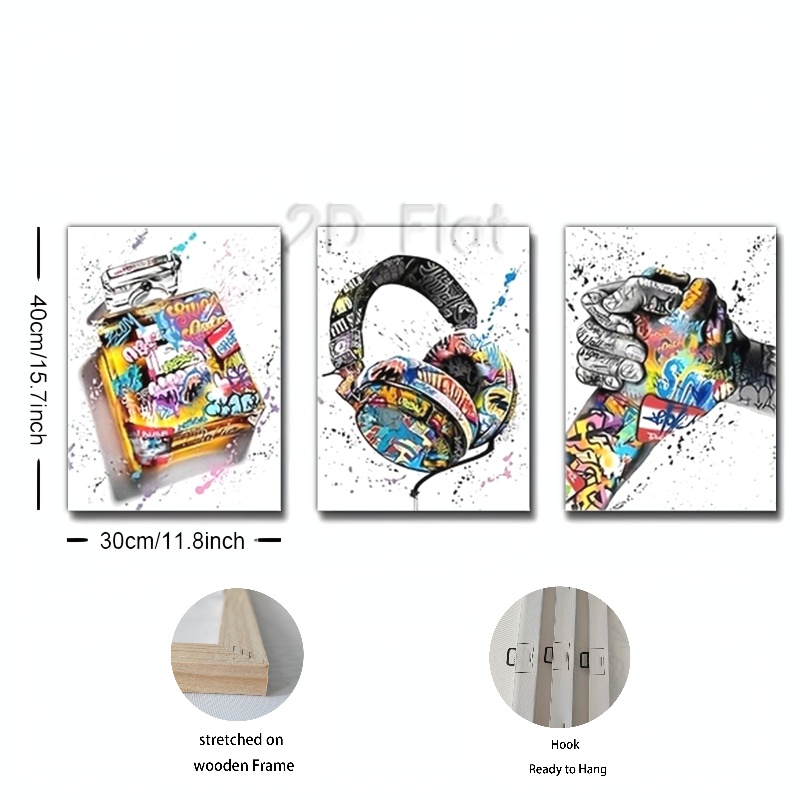 2D Flat
40cm/15.7inch
30cm/11.8inch
stretched on
wooden Frame
Hook
Ready to Hang